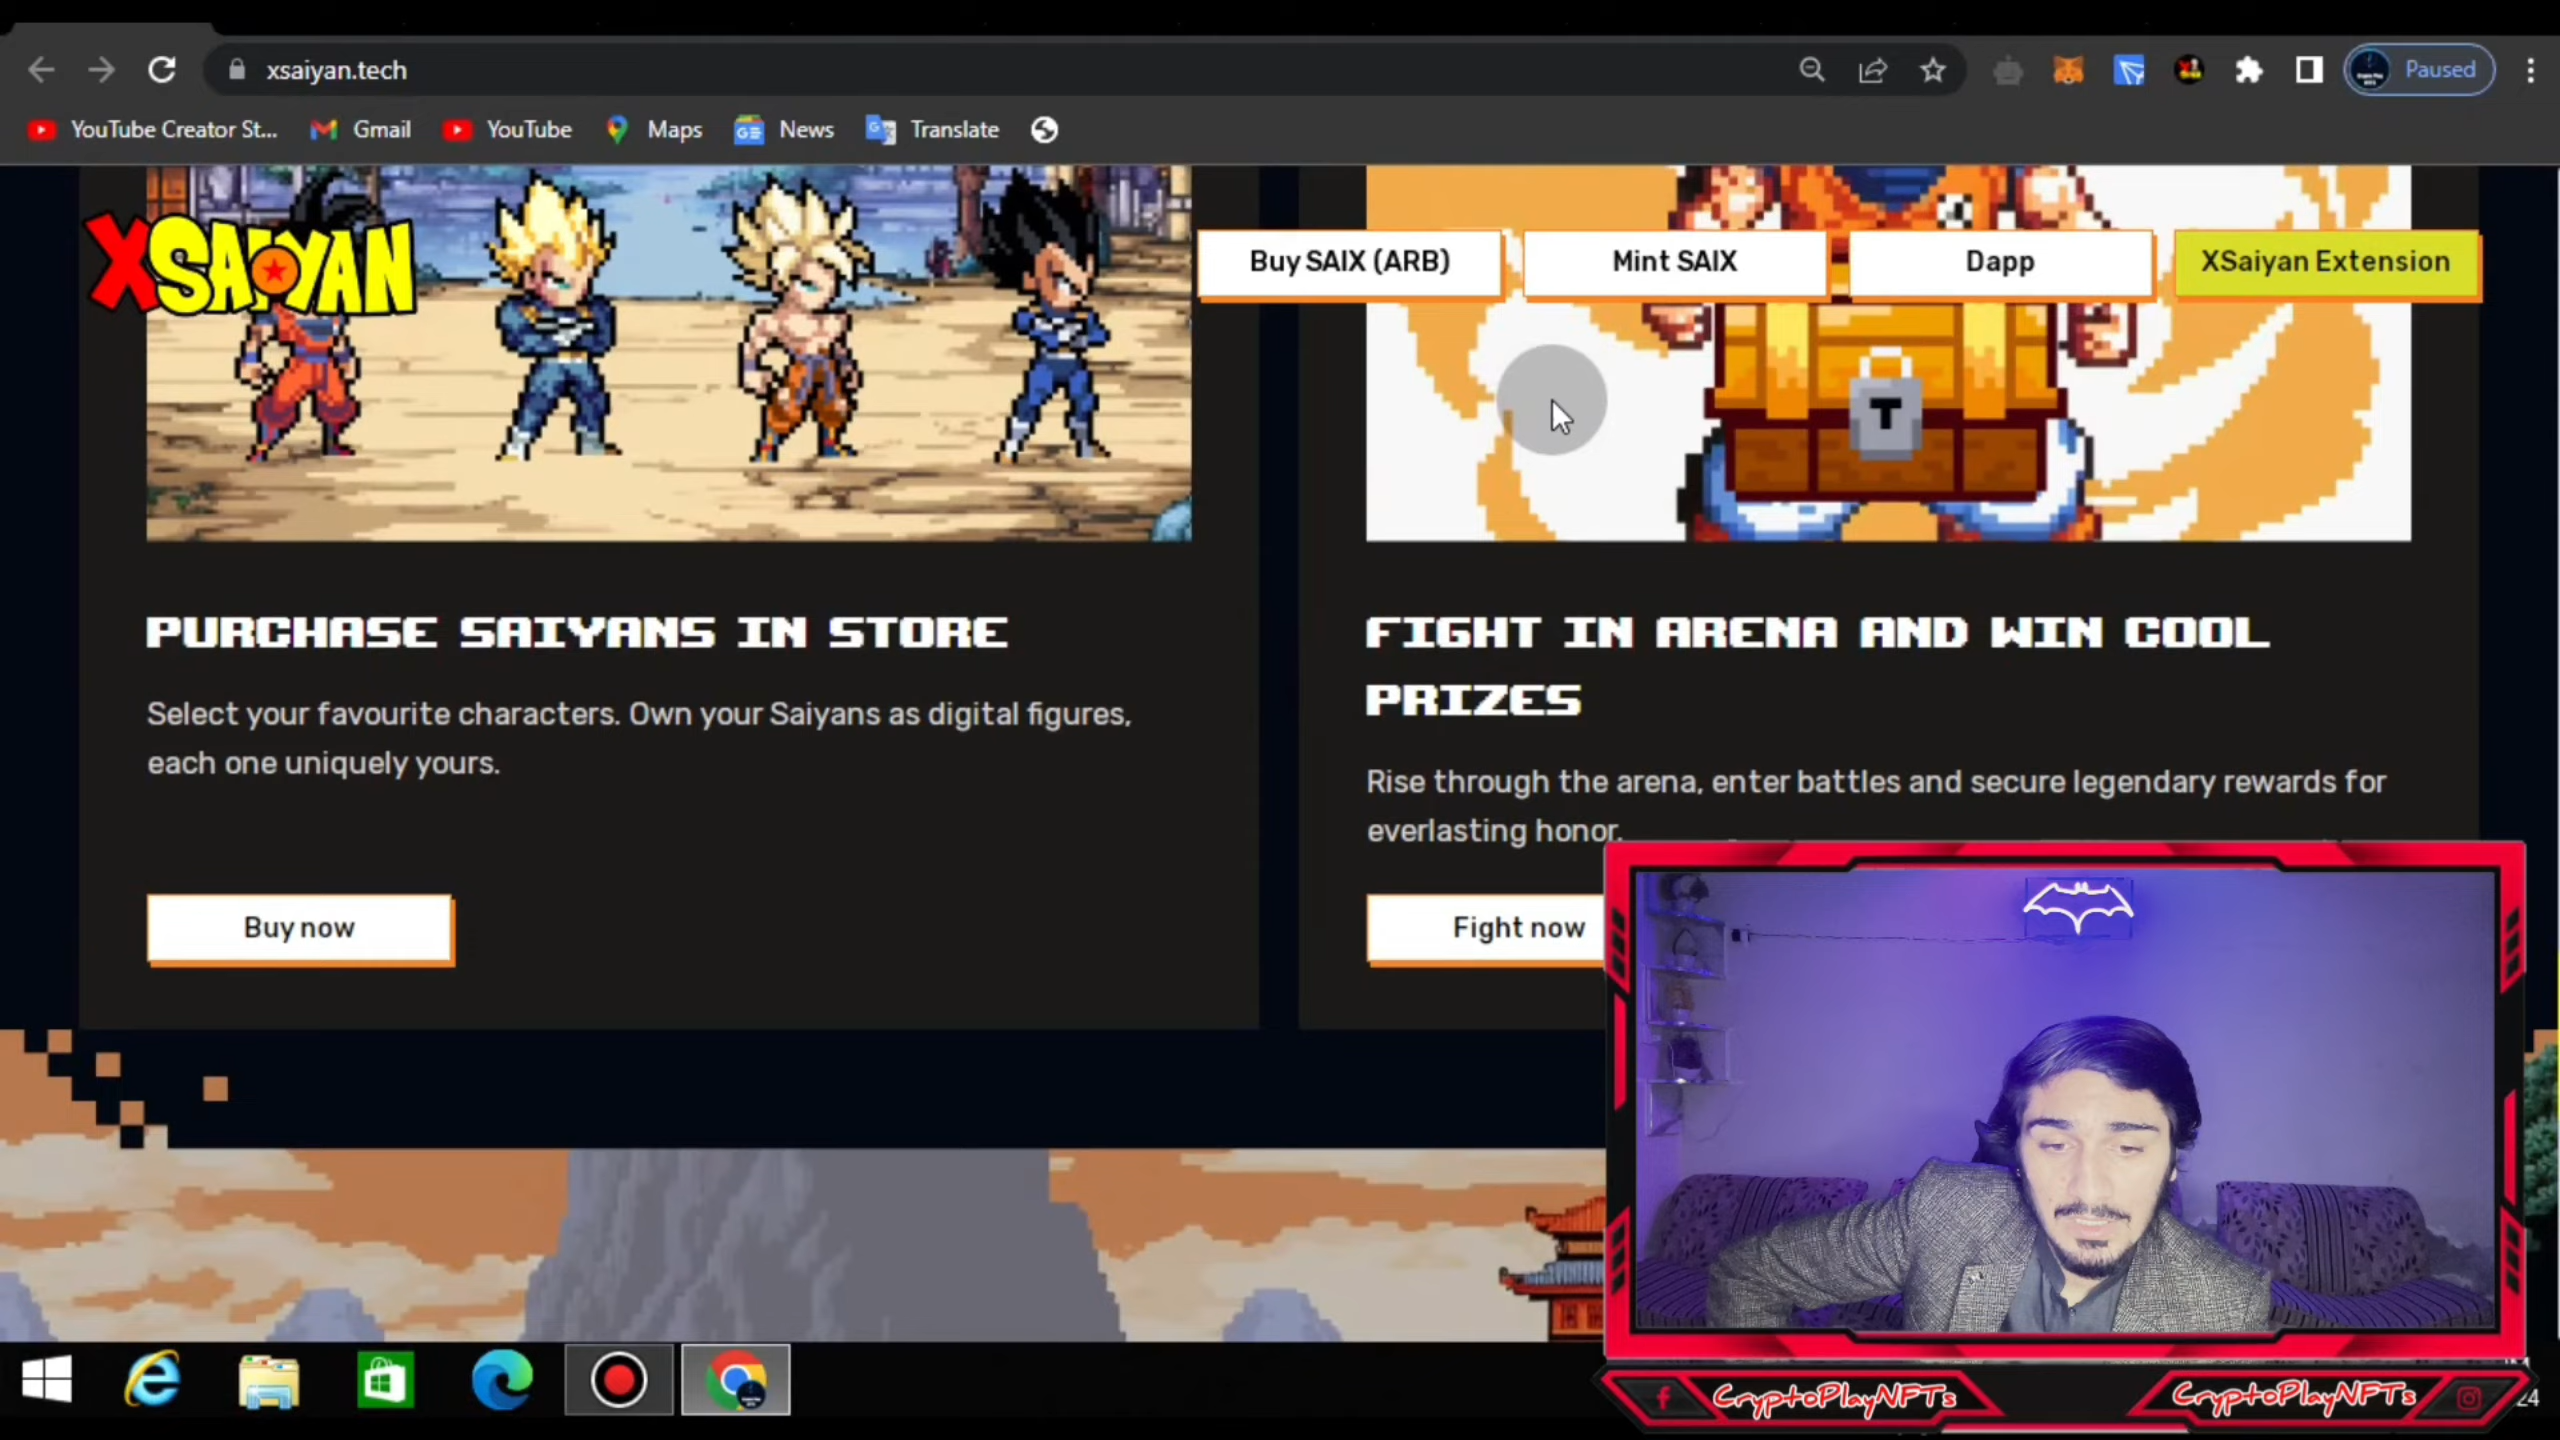 xsaiyan.tech
Paused
YouTube Creator St...
Gmail
YouTube
Maps
News
Translate
XSAIYAN
Buy SAIX (ARB)
Mint SAIX
Dapp
XSaiyan Extension
T
PURCHASE SAIYANS IN STORE
Select your favourite characters. Own your Saiyans as digital figures,
each one uniquely yours.
Buy now
FIGHT IN ARENA AND WIN COOL
PRIZES
Rise through the arena, enter battles and secure legendary rewards for
everlasting honor.
Fight now
CryptoPlayNFTs
CryptoPlayNFTs
24